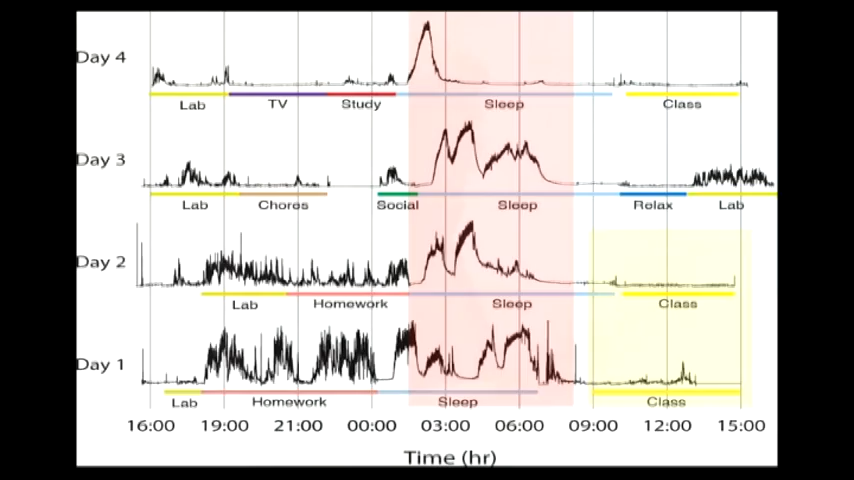 Day 4
Lab TV Study Sleep Class
Day 3
Lab Chores Social Sleep Relax Lab
Day 2
Lab Homework Sleep Class
Day 1
Lab Homework Sleep Class
16:00 19:00 21:00 00:00 03:00 06:00 09:00 12:00 15:00
Time (hr)